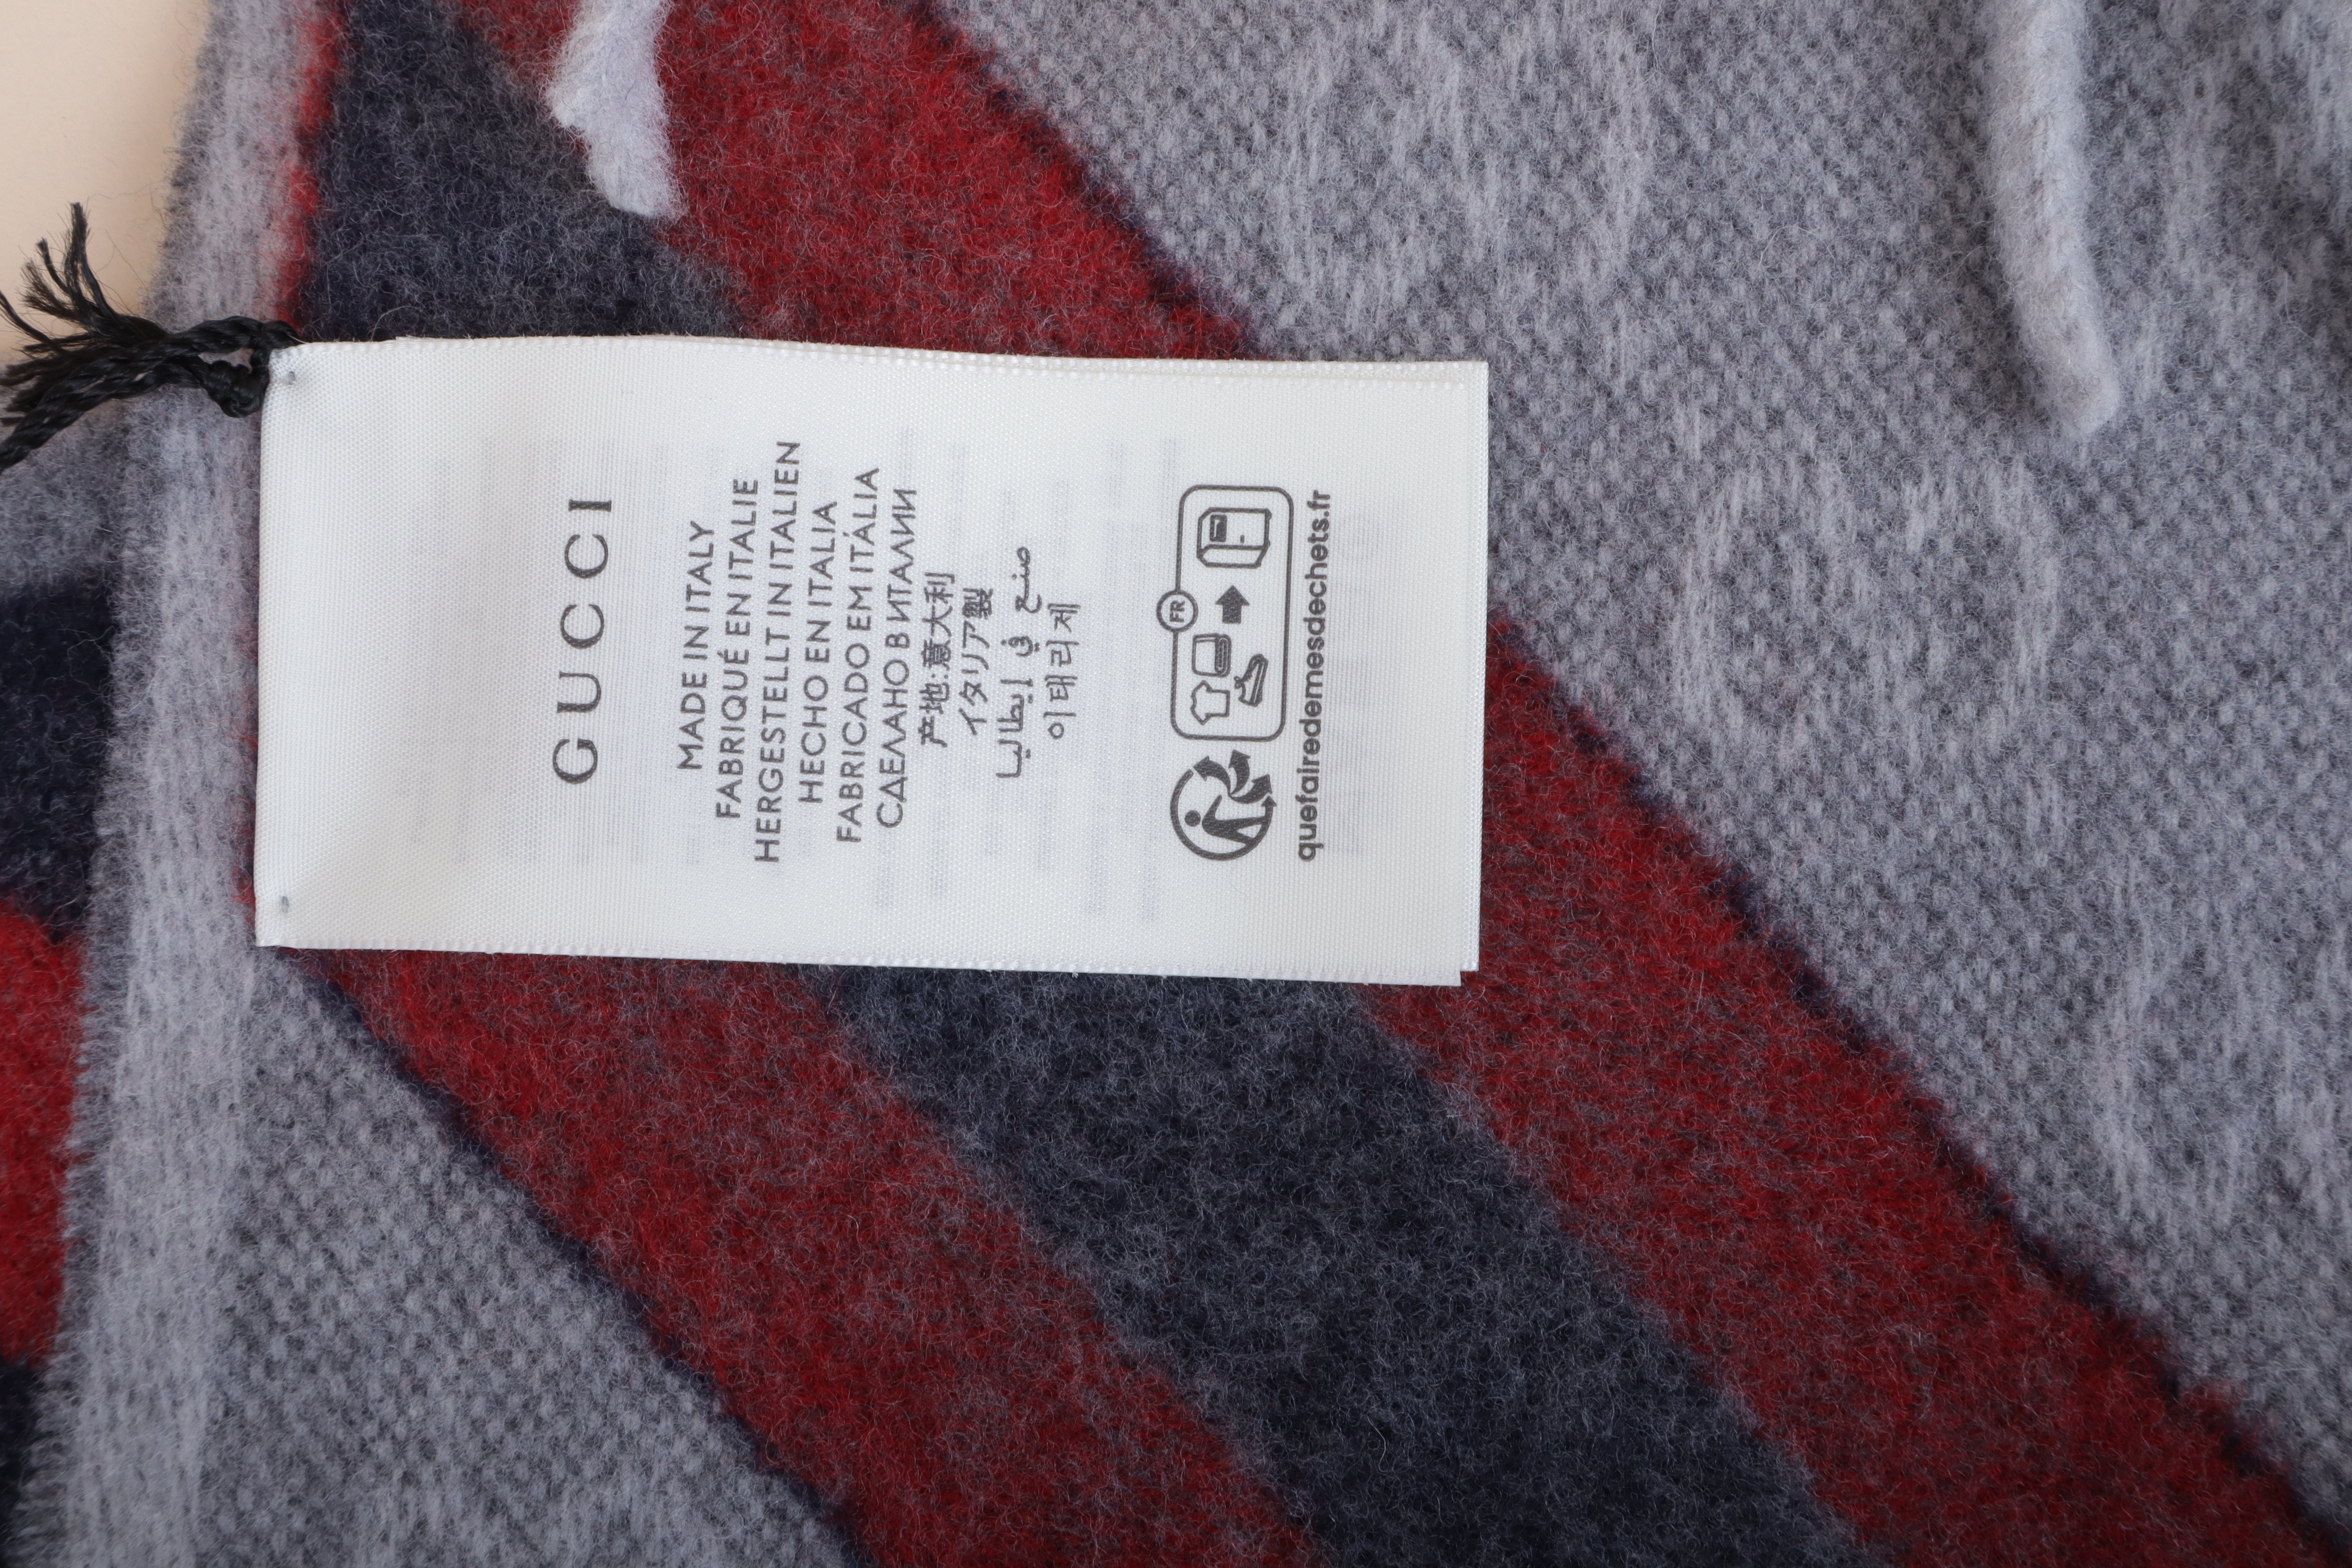 GUCCI
MADE IN ITALY
FABRIQUÉ EN ITALIE
HERGESTELLT IN ITALIEN
HECHO EN ITALIA
FABRICADO EM ITÁLIA
СДЕЛАНО В ИТАЛИИ
产地:意大利
イタリア製
صنع في إيطاليا
이태리제
FR
quefairedemesdechets.fr